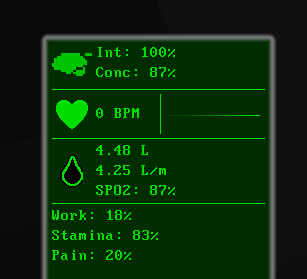 Int: 100%
Conc: 87%
0 BPM
4.48 L
4.25 L/m
SPO2: 87%
Work: 18%
Stamina: 83%
Pain: 20%